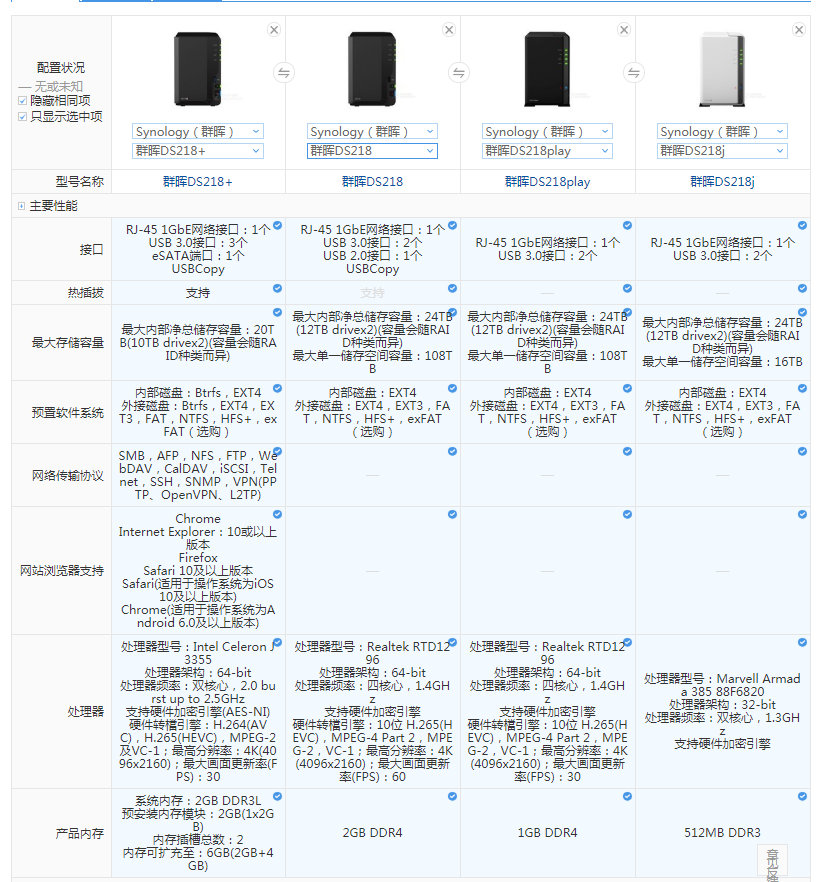 配置状况
— 无或未知
隐藏相同项
只显示选中项
Synology（群晖）
群晖DS218+
Synology（群晖）
群晖DS218
Synology（群晖）
群晖DS218play
Synology（群晖）
群晖DS218j
型号名称
群晖DS218+
群晖DS218
群晖DS218play
群晖DS218j
主要性能
接口
RJ-45 1GbE网络接口：1个
USB 3.0接口：3个
eSATA端口：1个
USBCopy
RJ-45 1GbE网络接口：1个
USB 3.0接口：2个
USB 2.0接口：1个
USBCopy
RJ-45 1GbE网络接口：1个
USB 3.0接口：2个
RJ-45 1GbE网络接口：1个
USB 3.0接口：2个
热插拔
支持
支持
—
—
最大存储容量
最大内部净总储存容量：20T
B(10TB drivex2)(容量会随RA
ID种类而异)
最大内部净总储存容量：24TB
(12TB drivex2)(容量会随RAI
D种类而异)
最大单一储存空间容量：108T
B
最大内部净总储存容量：24TB
(12TB drivex2)(容量会随RAI
D种类而异)
最大单一储存空间容量：108T
B
最大内部净总储存容量：24TB
(12TB drivex2)(容量会随RAI
D种类而异)
最大单一储存空间容量：16TB
预置软件系统
内部磁盘：Btrfs，EXT4
外接磁盘：Btrfs，EXT4，EX
T3，FAT，NTFS，HFS+，ex
FAT（选购）
内部磁盘：EXT4
外接磁盘：EXT4，EXT3，FA
T，NTFS，HFS+，exFAT
（选购）
内部磁盘：EXT4
外接磁盘：EXT4，EXT3，FA
T，NTFS，HFS+，exFAT
（选购）
内部磁盘：EXT4
外接磁盘：EXT4，EXT3，FA
T，NTFS，HFS+，exFAT
（选购）
网络传输协议
SMB，AFP，NFS，FTP，We
bDAV，CalDAV，iSCSI，Tel
net，SSH，SNMP，VPN(PP
TP、OpenVPN、L2TP)
—
—
—
网站浏览器支持
Chrome
Internet Explorer：10或以上
版本
Firefox
Safari 10及以上版本
Safari(适用于操作系统为iOS
10及以上版本)
Chrome(适用于操作系统为A
ndroid 6.0及以上版本)
—
—
—
处理器
处理器型号：Intel Celeron J
3355
处理器架构：64-bit
处理器频率：双核心，2.0 bu
rst up to 2.5GHz
支持硬件加密引擎(AES-NI)
硬件转檔引擎：H.264(AV
C)，H.265(HEVC)，MPEG-2
及VC-1；最高分辨率：4K(4
096x2160)；最大画面更新率(F
PS)：30
处理器型号：Realtek RTD12
96
处理器架构：64-bit
处理器频率：四核心，1.4GH
z
支持硬件加密引擎
硬件转檔引擎：10位 H.265(H
EVC)，MPEG-4 Part 2，MPE
G-2，VC-1；最高分辨率：4K
(4096x2160)；最大画面更新
率(FPS)：60
处理器型号：Realtek RTD12
96
处理器架构：64-bit
处理器频率：四核心，1.4GH
z
支持硬件加密引擎
硬件转檔引擎：10位 H.265(H
EVC)，MPEG-4 Part 2，MPE
G-2，VC-1；最高分辨率：4K
(4096x2160)；最大画面更新
率(FPS)：30
处理器型号：Marvell Armad
a 385 88F6820
处理器架构：32-bit
处理器频率：双核心，1.3GH
z
支持硬件加密引擎
产品内存
系统内存：2GB DDR3L
预安装内存模块：2GB(1x2G
B)
内存插槽总数：2
内存可扩充至：6GB(2GB+4
GB)
2GB DDR4
1GB DDR4
512MB DDR3